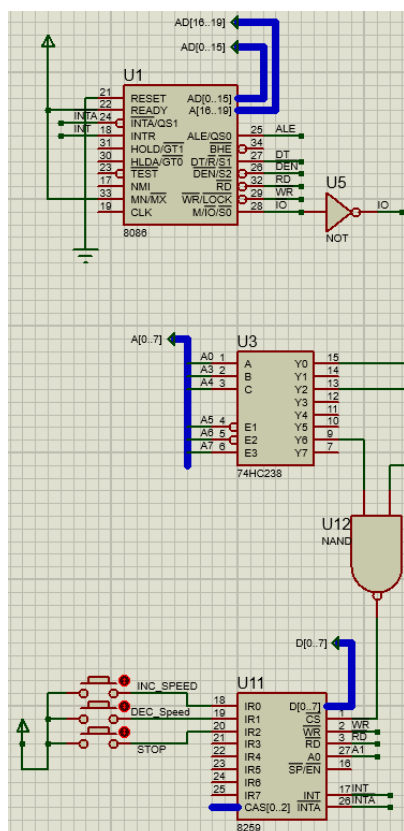 AD[16..19]
AD[0..15]
U1
21 RESET AD[0..15]
22 READY A[16..19]
INTA 24 INTA/QS1
INT 18 INTR ALE/QS0 25 ALE
31 HOLD/GT1 BHE 34
30 HLDA/GT0 DT/R/S1 27 DT
23 TEST DEN/S2 26 DEN
17 NMI RD 32 RD
33 MN/MX WR/LOCK 29 WR
19 CLK M/IO/S0 28 IO
8086
U5
IO
NOT
A[0..7]
U3
A0 1 A Y0 15
A3 2 B Y1 14
A4 3 C Y2 13
Y3 12
Y4 11
A5 4 E1 Y5 10
A6 5 E2 Y6 9
A7 6 E3 Y7 7
74HC238
U12
NAND
D[0..7]
U11
INC_SPEED 18 IR0 D[0..7]
DEC_Speed 19 IR1 CS 1
STOP 20 IR2 WR 2 WR
21 IR3 RD 3 RD
22 IR4 A0 27 A1
23 IR5 SP/EN 16
24 IR6
25 IR7 INT 17 INT
CAS[0..2] INTA 26 INTA
8259